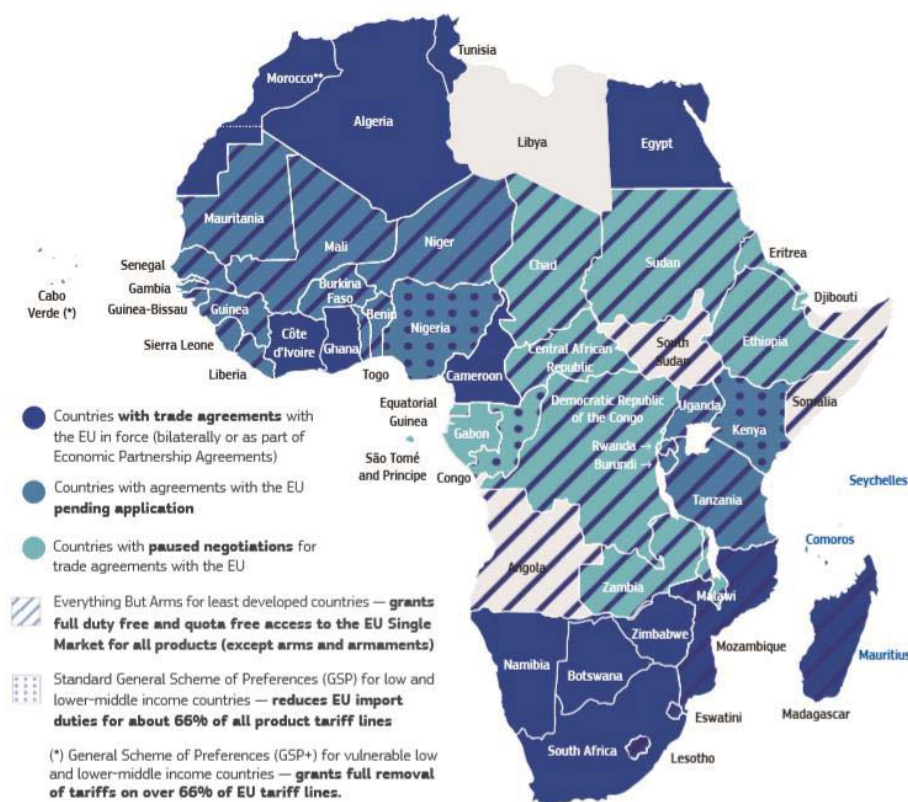 Tunisia
Morocco**
Algeria
Libya
Egypt
Mauritania
Mali
Niger
Chad
Sudan
Eritrea
Senegal
Gambia
Cabo
Verde (*)
Guinea-Bissau
Guinea
Burkina
Faso
Benin
Nigeria
Djibouti
Côte
d'Ivoire
Ghana
Sierra Leone
Liberia
Togo
Cameroon
Central African
Republic
South
Sudan
Ethiopia
Somalia
Equatorial
Guinea
Gabon
São Tomé
and Principe
Congo
Democratic Republic
of the Congo
Uganda
Kenya
Rwanda →
Burundi →
Tanzania
Seychelles
Comoros
Angola
Zambia
Malawi
Zimbabwe
Mozambique
Mauritius
Namibia
Botswana
Madagascar
Eswatini
South Africa
Lesotho
Countries with trade agreements with
the EU in force (bilaterally or as part of
Economic Partnership Agreements)
Countries with agreements with the EU
pending application
Countries with paused negotiations for
trade agreements with the EU
Everything But Arms for least developed countries — grants
full duty free and quota free access to the EU Single
Market for all products (except arms and armaments)
Standard General Scheme of Preferences (GSP) for low and
lower-middle income countries — reduces EU import
duties for about 66% of all product tariff lines
(*) General Scheme of Preferences (GSP+) for vulnerable low
and lower-middle income countries — grants full removal
of tariffs on over 66% of EU tariff lines.